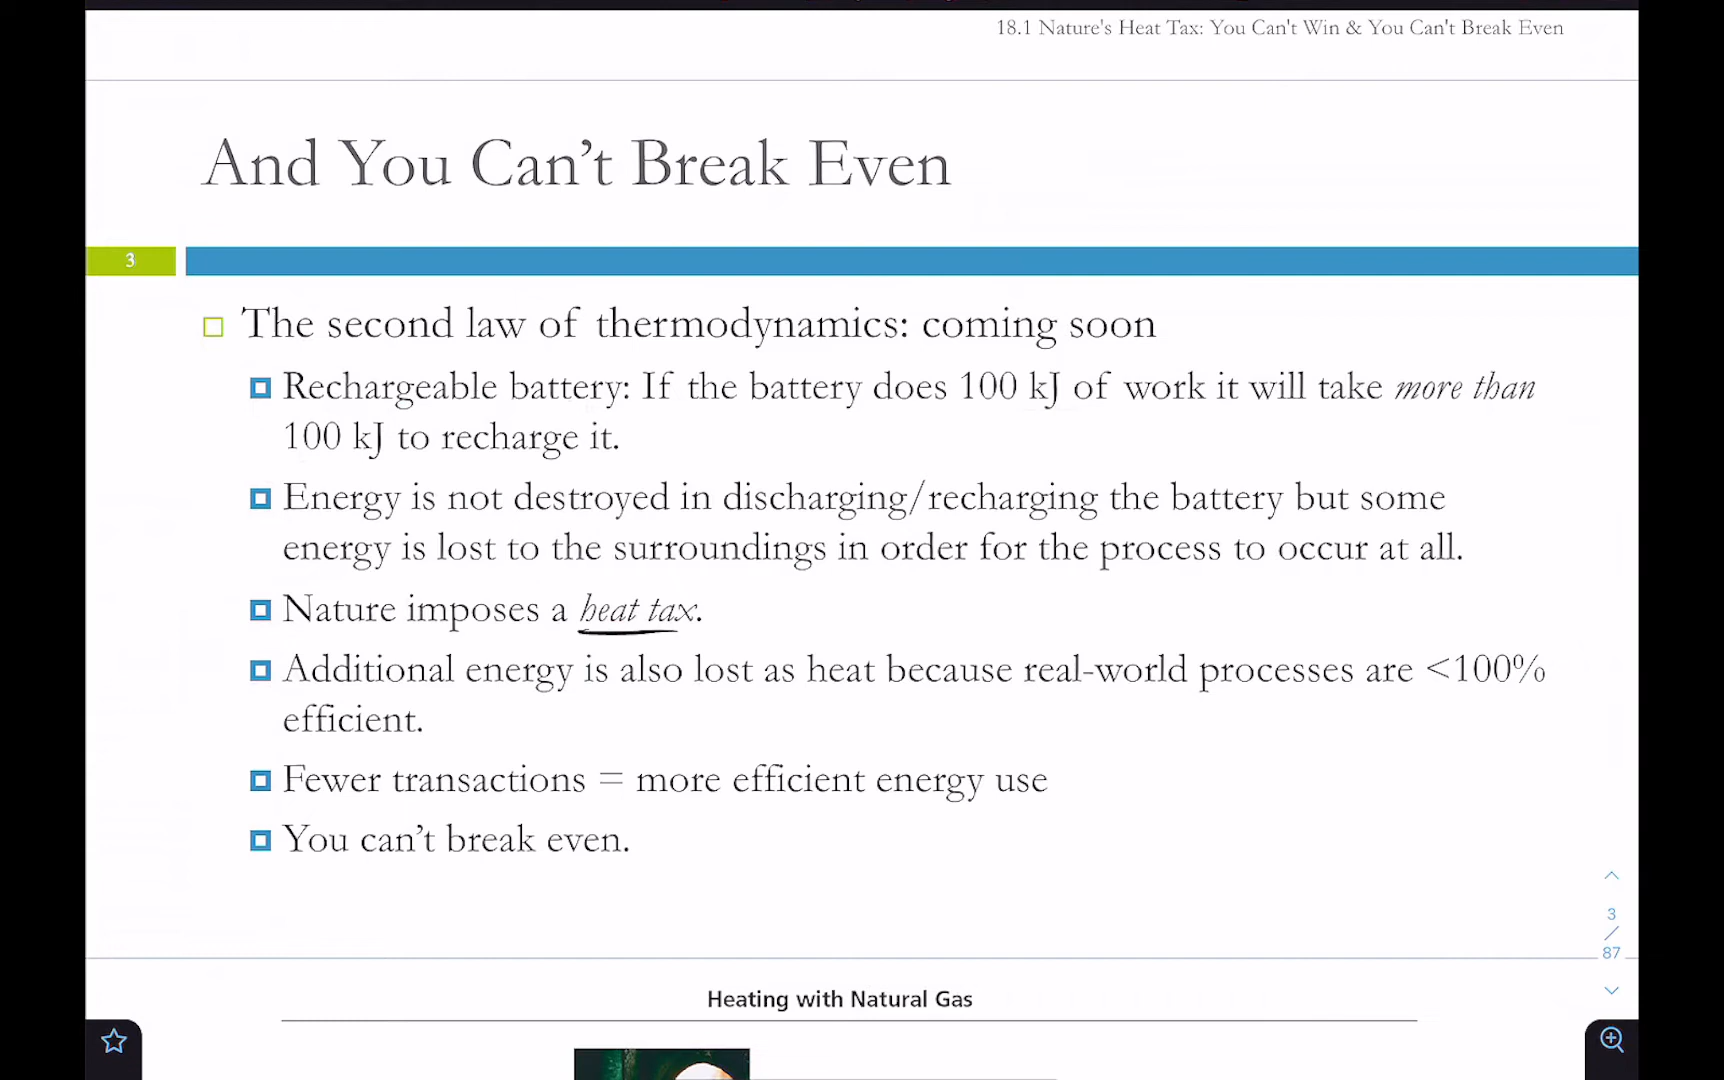 18.1 Nature's Heat Tax: You Can't Win & You Can't Break Even
And You Can’t Break Even
3
The second law of thermodynamics: coming soon
Rechargeable battery: If the battery does 100 kJ of work it will take more than
100 kJ to recharge it.
Energy is not destroyed in discharging/recharging the battery but some
energy is lost to the surroundings in order for the process to occur at all.
Nature imposes a heat tax.
Additional energy is also lost as heat because real-world processes are <100%
efficient.
Fewer transactions = more efficient energy use
You can’t break even.
3
/
87
Heating with Natural Gas